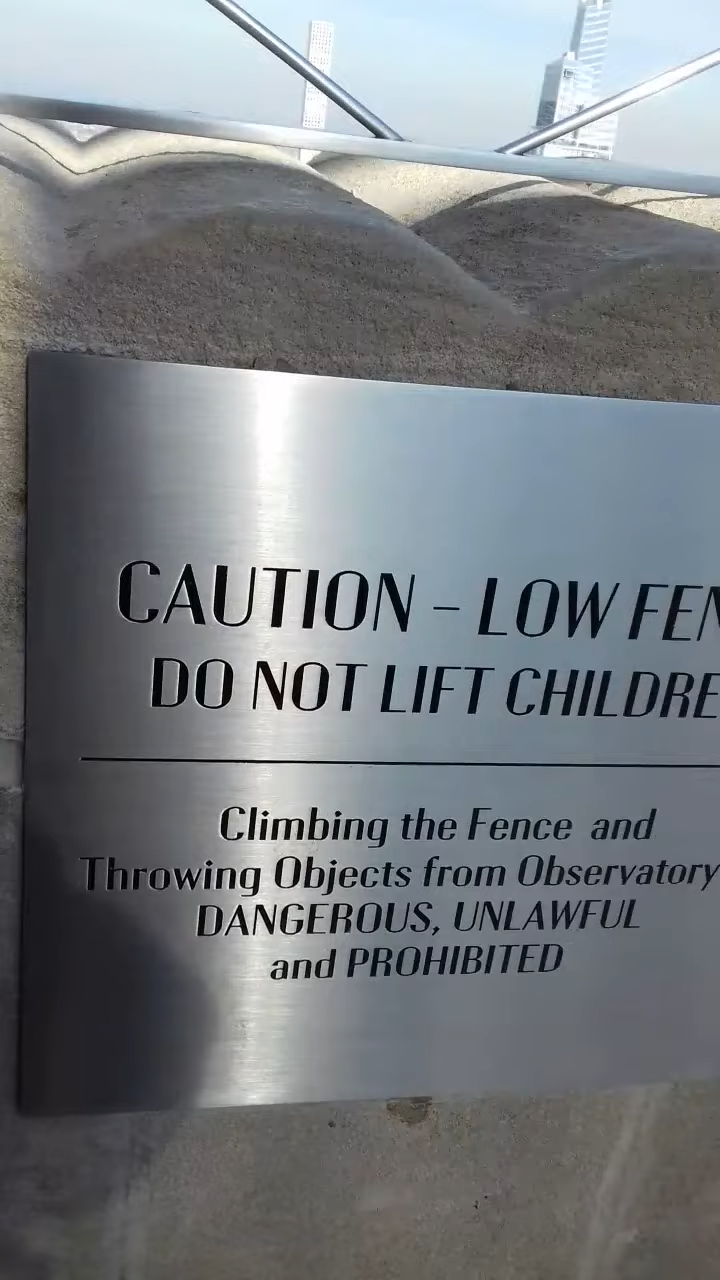 CAUTION – LOW FEN
DO NOT LIFT CHILDRE
Climbing the Fence and
Throwing Objects from Observatory
DANGEROUS, UNLAWFUL
and PROHIBITED